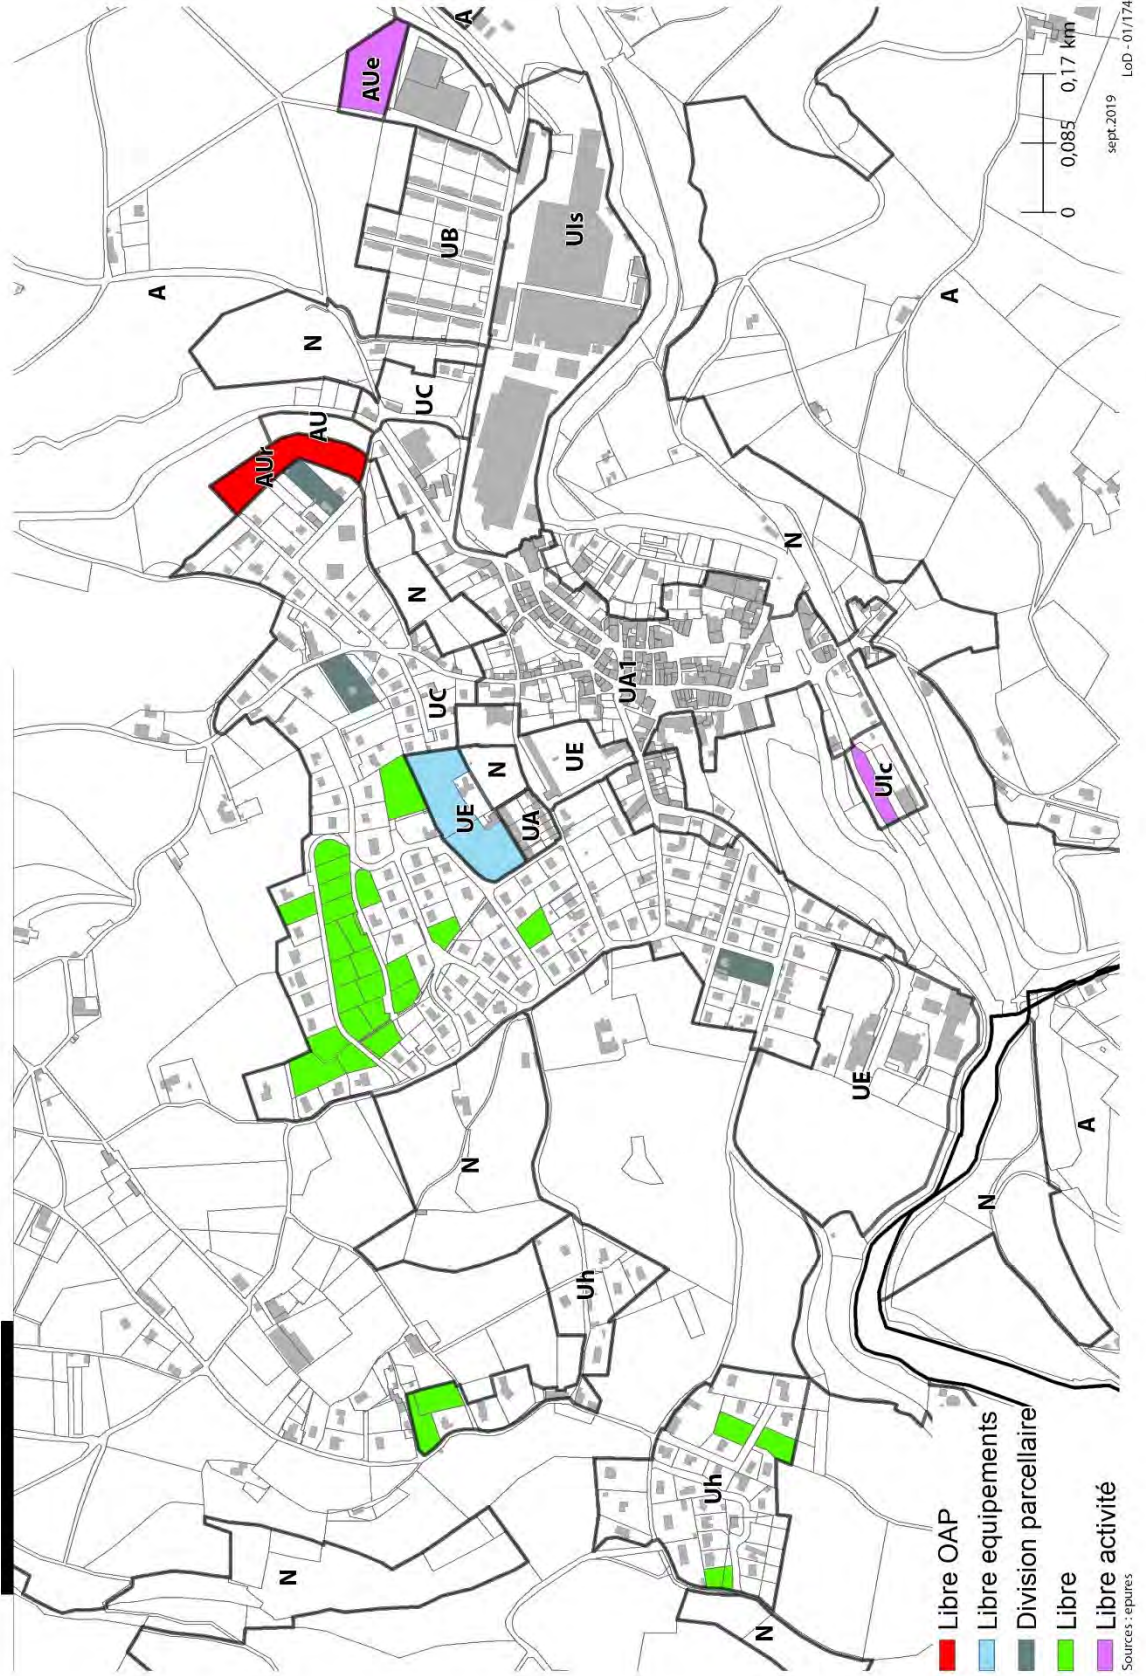 A
AUe
A
UB
UIs
N
UC
AU
AUr
A
N
N
UC
UA1
N
UE
UE
UA
UIc
UE
N
Uh
N
A
Uh
N
N
0 0,085 0,17 km
sept.2019
LoD - 01/174
Libre OAP
Libre equipements
Division parcellaire
Libre
Libre activité
Sources : epures